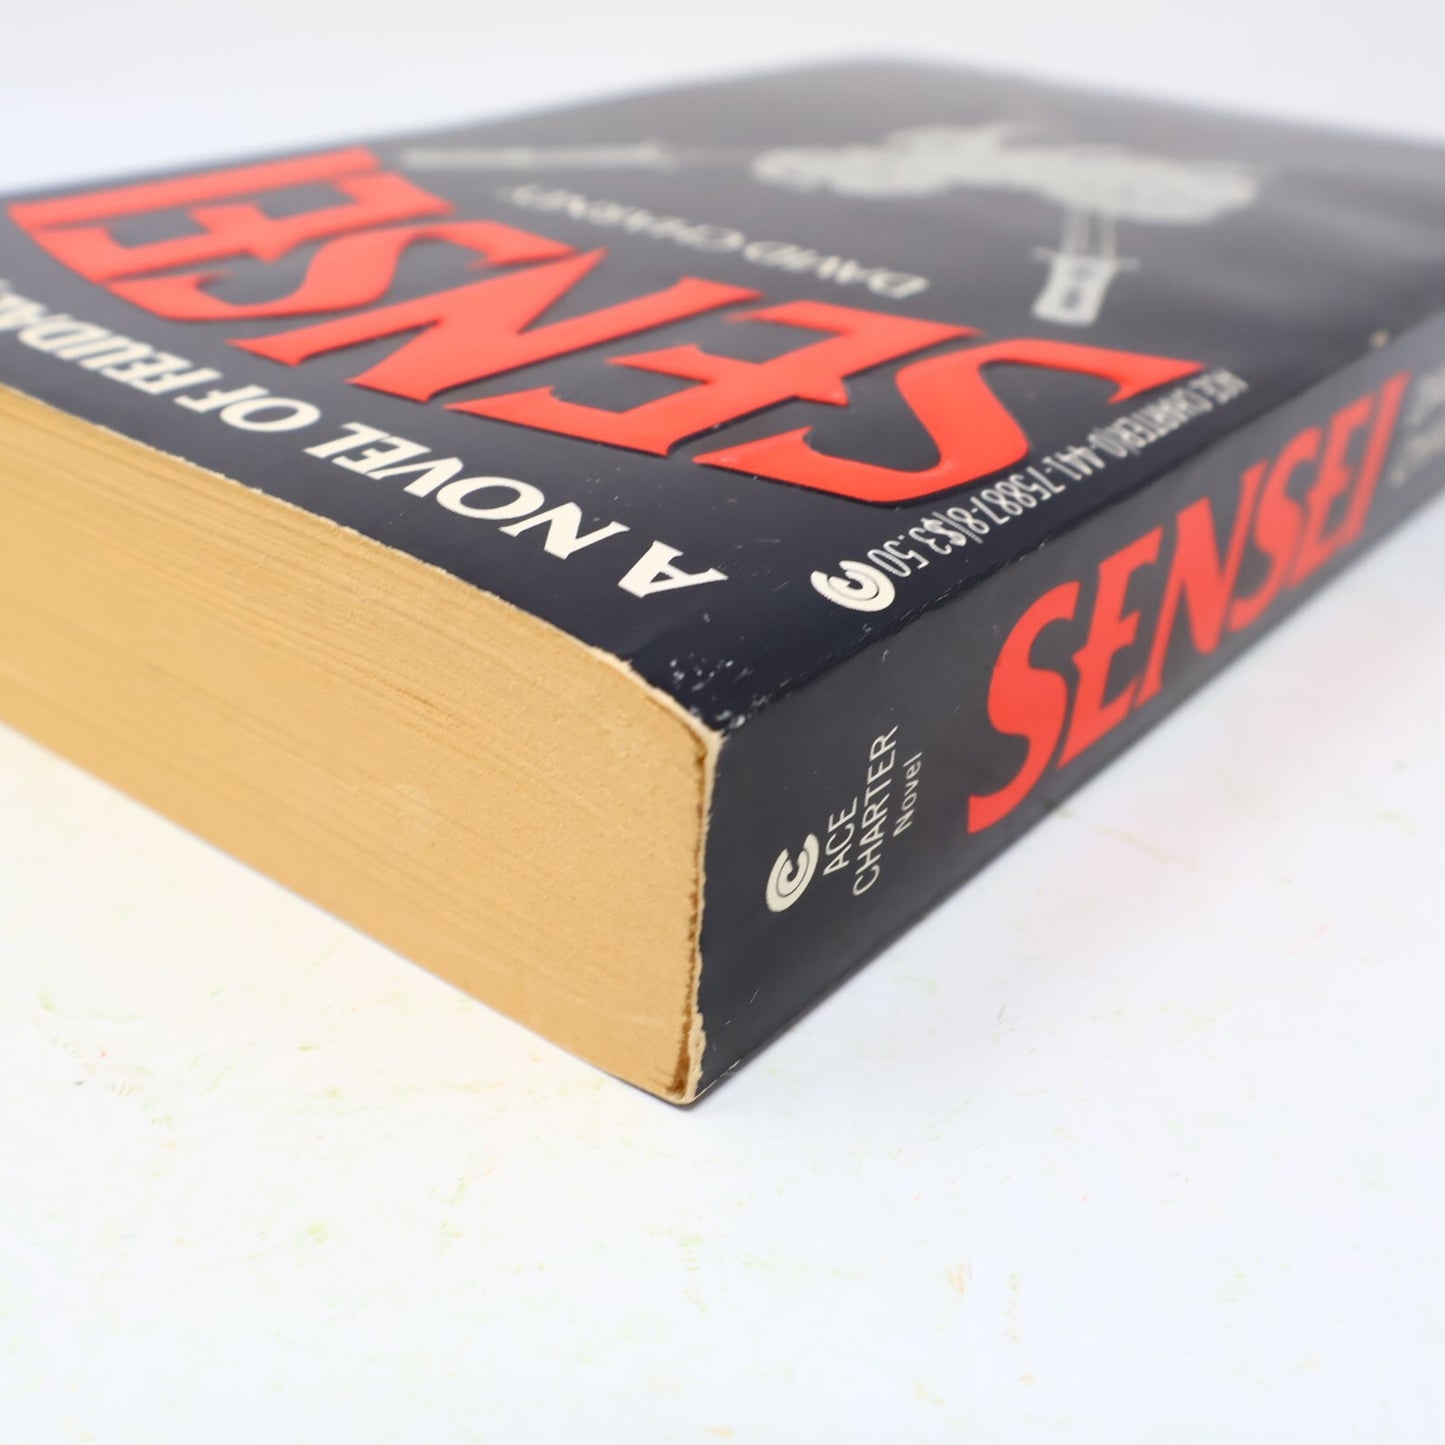 ACE CHARTER|0-441-75887-8|$3.50
DAVID CHARNEY
SENSEI
A NOVEL OF FEUDAL
SENSEI
ACE
CHARTER
Novel